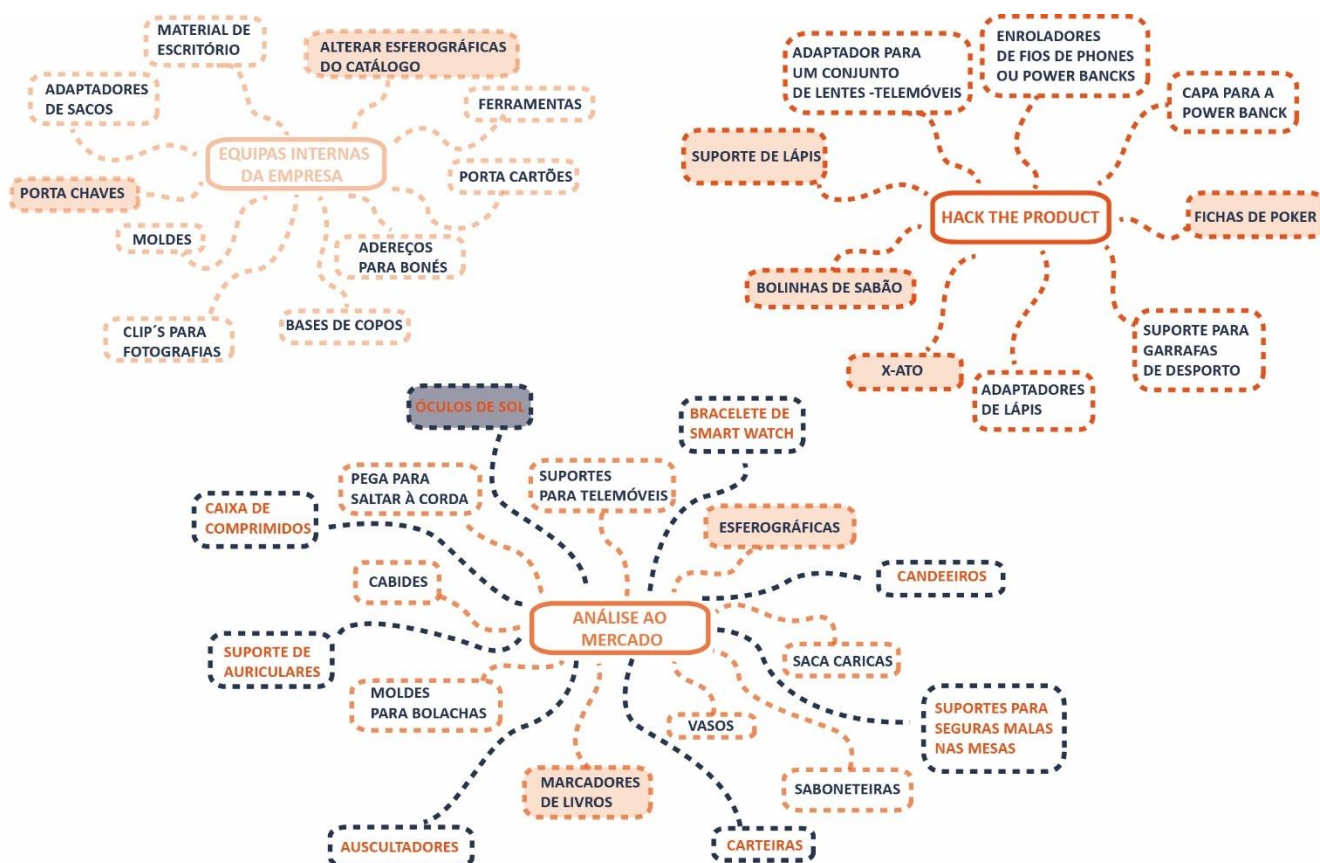 MATERIAL DE
ESCRITÓRIO
ALTERAR ESFEROGRÁFICAS
DO CATÁLOGO
ADAPTADORES
DE SACOS
FERRAMENTAS
EQUIPAS INTERNAS
DA EMPRESA
PORTA CARTÕES
PORTA CHAVES
MOLDES
ADEREÇOS
PARA BONÉS
CLIP´S PARA
FOTOGRAFIAS
BASES DE COPOS
ADAPTADOR PARA
UM CONJUNTO
DE LENTES -TELEMÓVEIS
ENROLADORES
DE FIOS DE PHONES
OU POWER BANCKS
CAPA PARA A
POWER BANCK
SUPORTE DE LÁPIS
HACK THE PRODUCT
FICHAS DE POKER
BOLINHAS DE SABÃO
X-ATO
ADAPTADORES
DE LÁPIS
SUPORTE PARA
GARRAFAS
DE DESPORTO
ÓCULOS DE SOL
BRACELETE DE
SMART WATCH
PEGA PARA
SALTAR À CORDA
SUPORTES
PARA TELEMÓVEIS
CAIXA DE
COMPRIMIDOS
ESFEROGRÁFICAS
CABIDES
CANDEEIROS
ANÁLISE AO
MERCADO
SUPORTE DE
AURICULARES
SACA CARICAS
MOLDES
PARA BOLACHAS
VASOS
SUPORTES PARA
SEGURAS MALAS
NAS MESAS
MARCADORES
DE LIVROS
SABONETEIRAS
AUSCULTADORES
CARTEIRAS